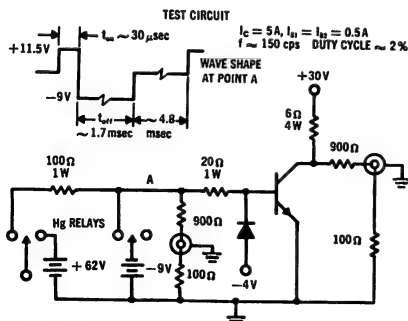 TEST CIRCUIT
IC = 5A, IB1 = IB2 = 0.5A
f ~ 150 cps DUTY CYCLE ~ 2%
ton ~ 30 μsec
+11.5V
WAVE SHAPE
AT POINT A
-9V
toff
~ 1.7 msec
~ 4.8
msec
+30V
6Ω
4W
900Ω
100Ω
1W
A
20Ω
1W
900Ω
100Ω
Hg RELAYS
+ 62V
-9V
100Ω
-4V